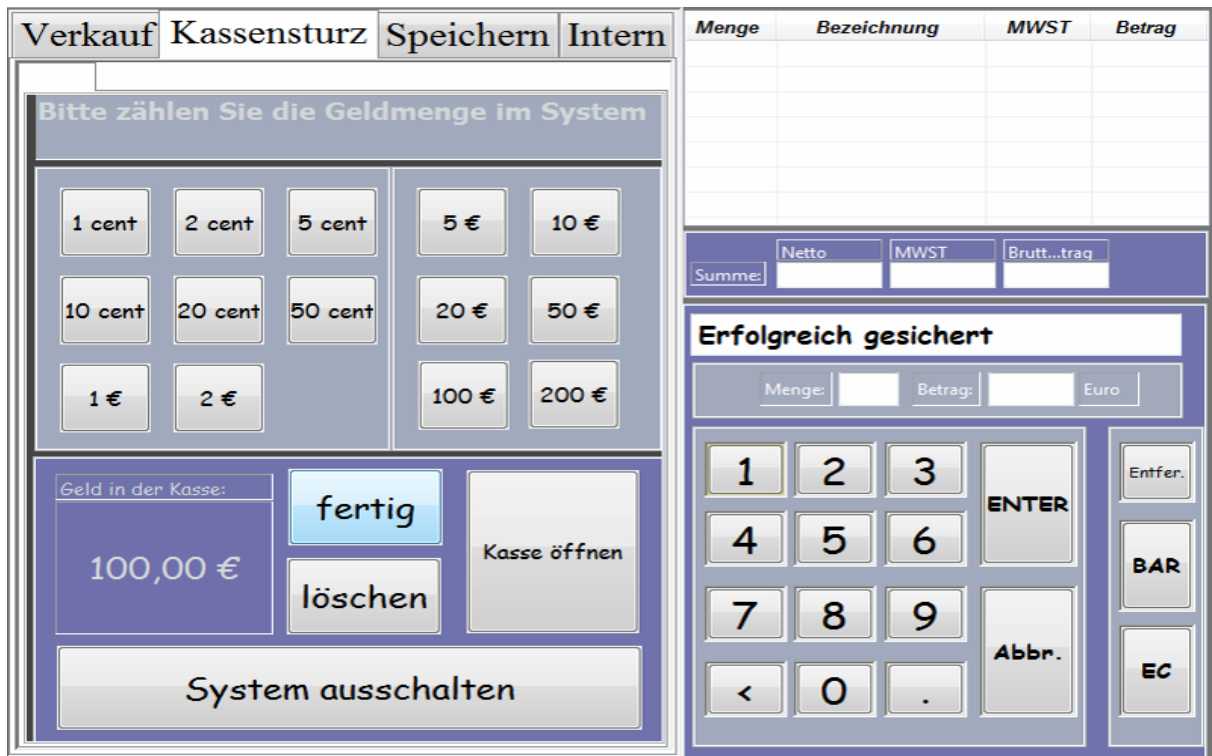 Verkauf Kassensturz Speichern Intern
Bitte zählen Sie die Geldmenge im System
1 cent 2 cent 5 cent 5 € 10 €
10 cent 20 cent 50 cent 20 € 50 €
1 € 2 € 100 € 200 €
Geld in der Kasse:
100,00 €
fertig
löschen
Kasse öffnen
System ausschalten
Menge Bezeichnung MWST Betrag
Netto MWST Brutt...trag
Summe:
Erfolgreich gesichert
Menge: Betrag: Euro
1 2 3 ENTER
4 5 6
7 8 9 Abbr.
< 0 .
Entfer.
BAR
EC